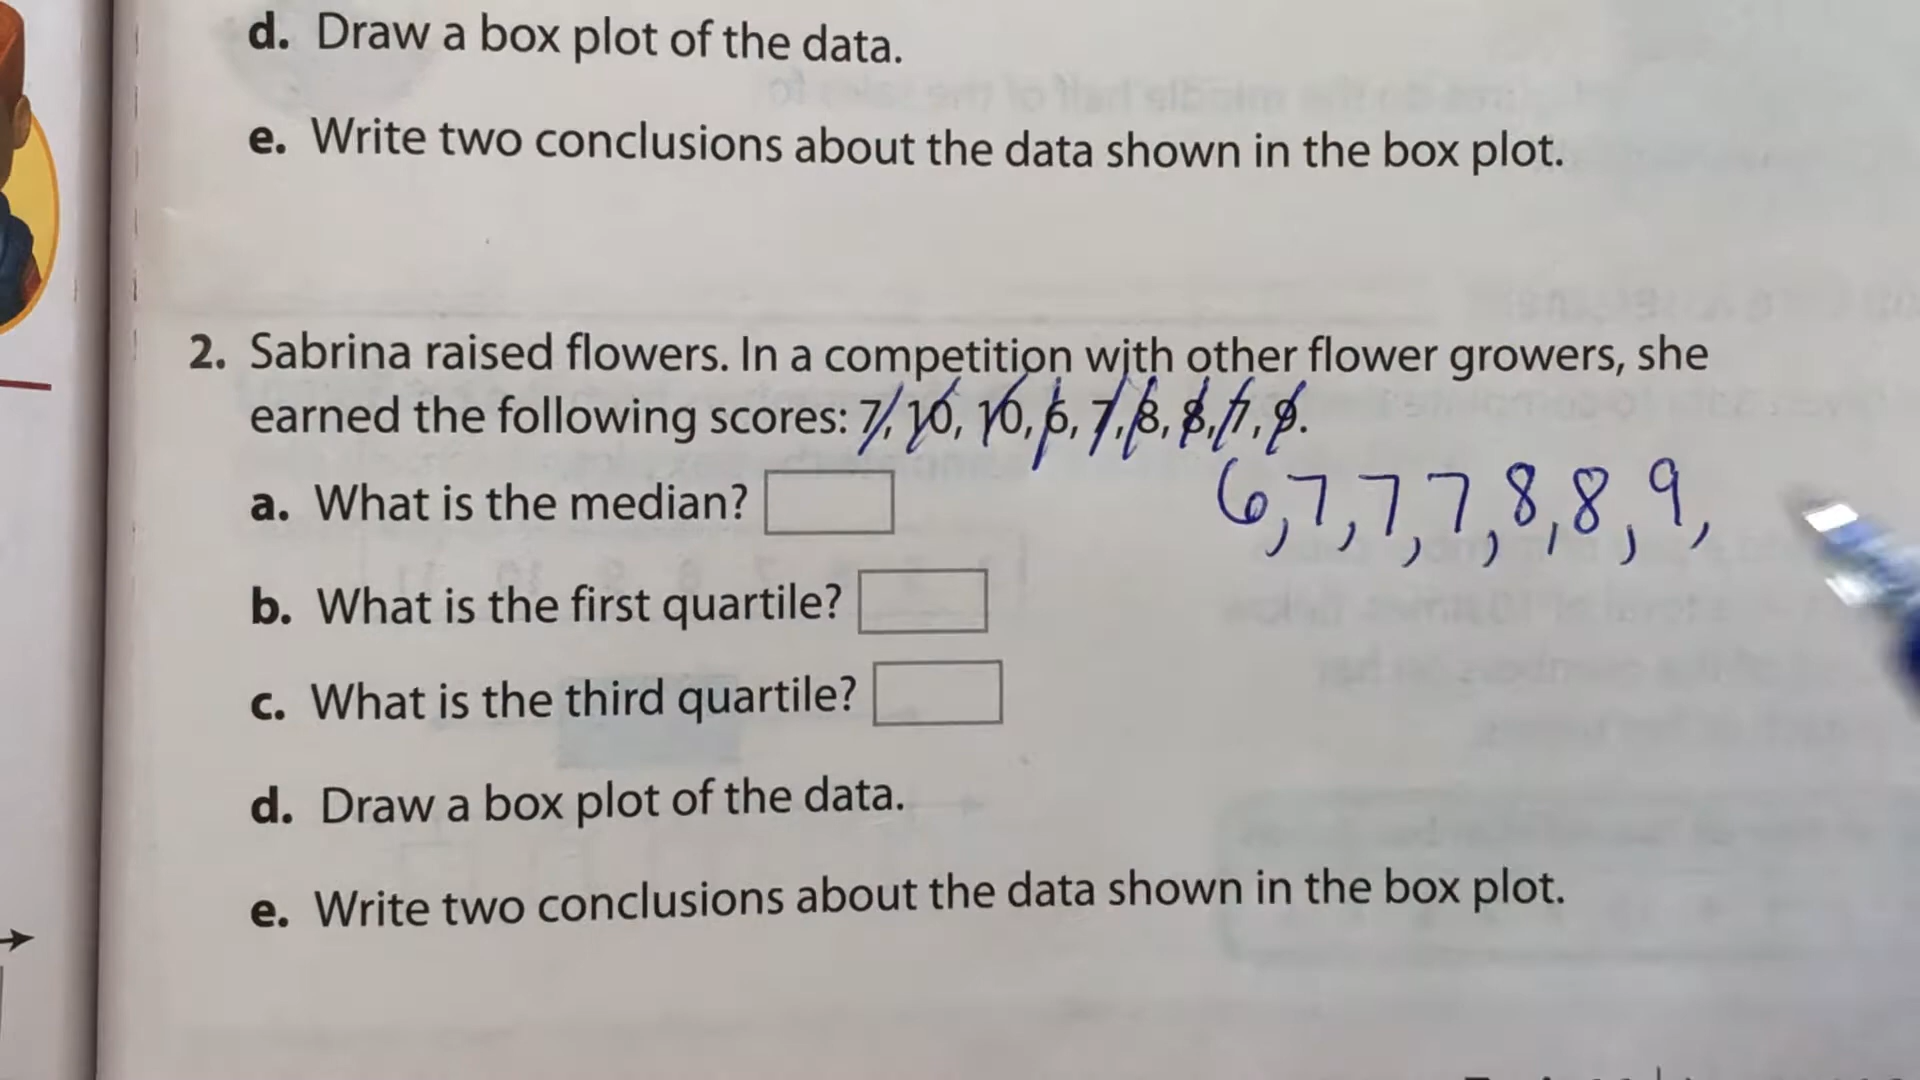 d. Draw a box plot of the data.
e. Write two conclusions about the data shown in the box plot.
2. Sabrina raised flowers. In a competition with other flower growers, she
earned the following scores: 7, 10, 10, 6, 7, 8, 8, 7, 9.
6, 7, 7, 7, 8, 8, 9,
a. What is the median?
b. What is the first quartile?
c. What is the third quartile?
d. Draw a box plot of the data.
e. Write two conclusions about the data shown in the box plot.